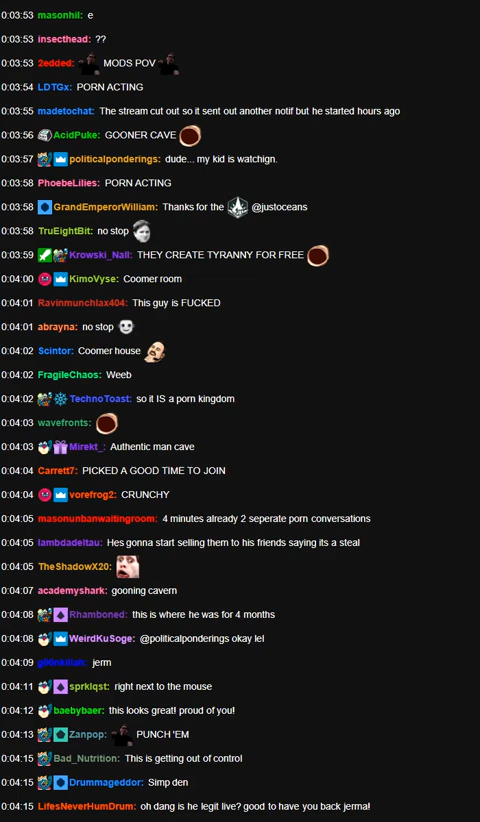 0:03:53 masonhil: e
0:03:53 insecthead: ??
0:03:53 2edded: MODS POV
0:03:54 LDTGx: PORN ACTING
0:03:55 madetochat: The stream cut out so it sent out another notif but he started hours ago
0:03:56 AcidPuke: GOONER CAVE
0:03:57 politicalponderings: dude... my kid is watchign.
0:03:58 PhoebeLilies: PORN ACTING
0:03:58 GrandEmperorWilliam: Thanks for the @justoceans
0:03:58 TruEightBit: no stop
0:03:59 Krowski_Nall: THEY CREATE TYRANNY FOR FREE
0:04:00 KimoVyse: Coomer room
0:04:01 Ravinmunchlax404: This guy is FUCKED
0:04:01 abrayna: no stop
0:04:02 Scintor: Coomer house
0:04:02 FragileChaos: Weeb
0:04:02 TechnoToast: so it IS a porn kingdom
0:04:03 wavefronts:
0:04:03 Mirekt_: Authentic man cave
0:04:04 Carrett7: PICKED A GOOD TIME TO JOIN
0:04:04 vorefrog2: CRUNCHY
0:04:05 masonunbanwaitingroom: 4 minutes already 2 seperate porn conversations
0:04:05 lambdadeltau: Hes gonna start selling them to his friends saying its a steal
0:04:05 TheShadowX20:
0:04:07 academyshark: gooning cavern
0:04:08 Rhamboned: this is where he was for 4 months
0:04:08 WeirdKuSoge: @politicalponderings okay lel
0:04:09 jerm
0:04:11 sprklqst: right next to the mouse
0:04:12 baebybaer: this looks great! proud of you!
0:04:13 Zanpop: PUNCH 'EM
0:04:15 Bad_Nutrition: This is getting out of control
0:04:15 Drummageddor: Simp den
0:04:15 LifesNeverHumDrum: oh dang is he legit live? good to have you back jerma!